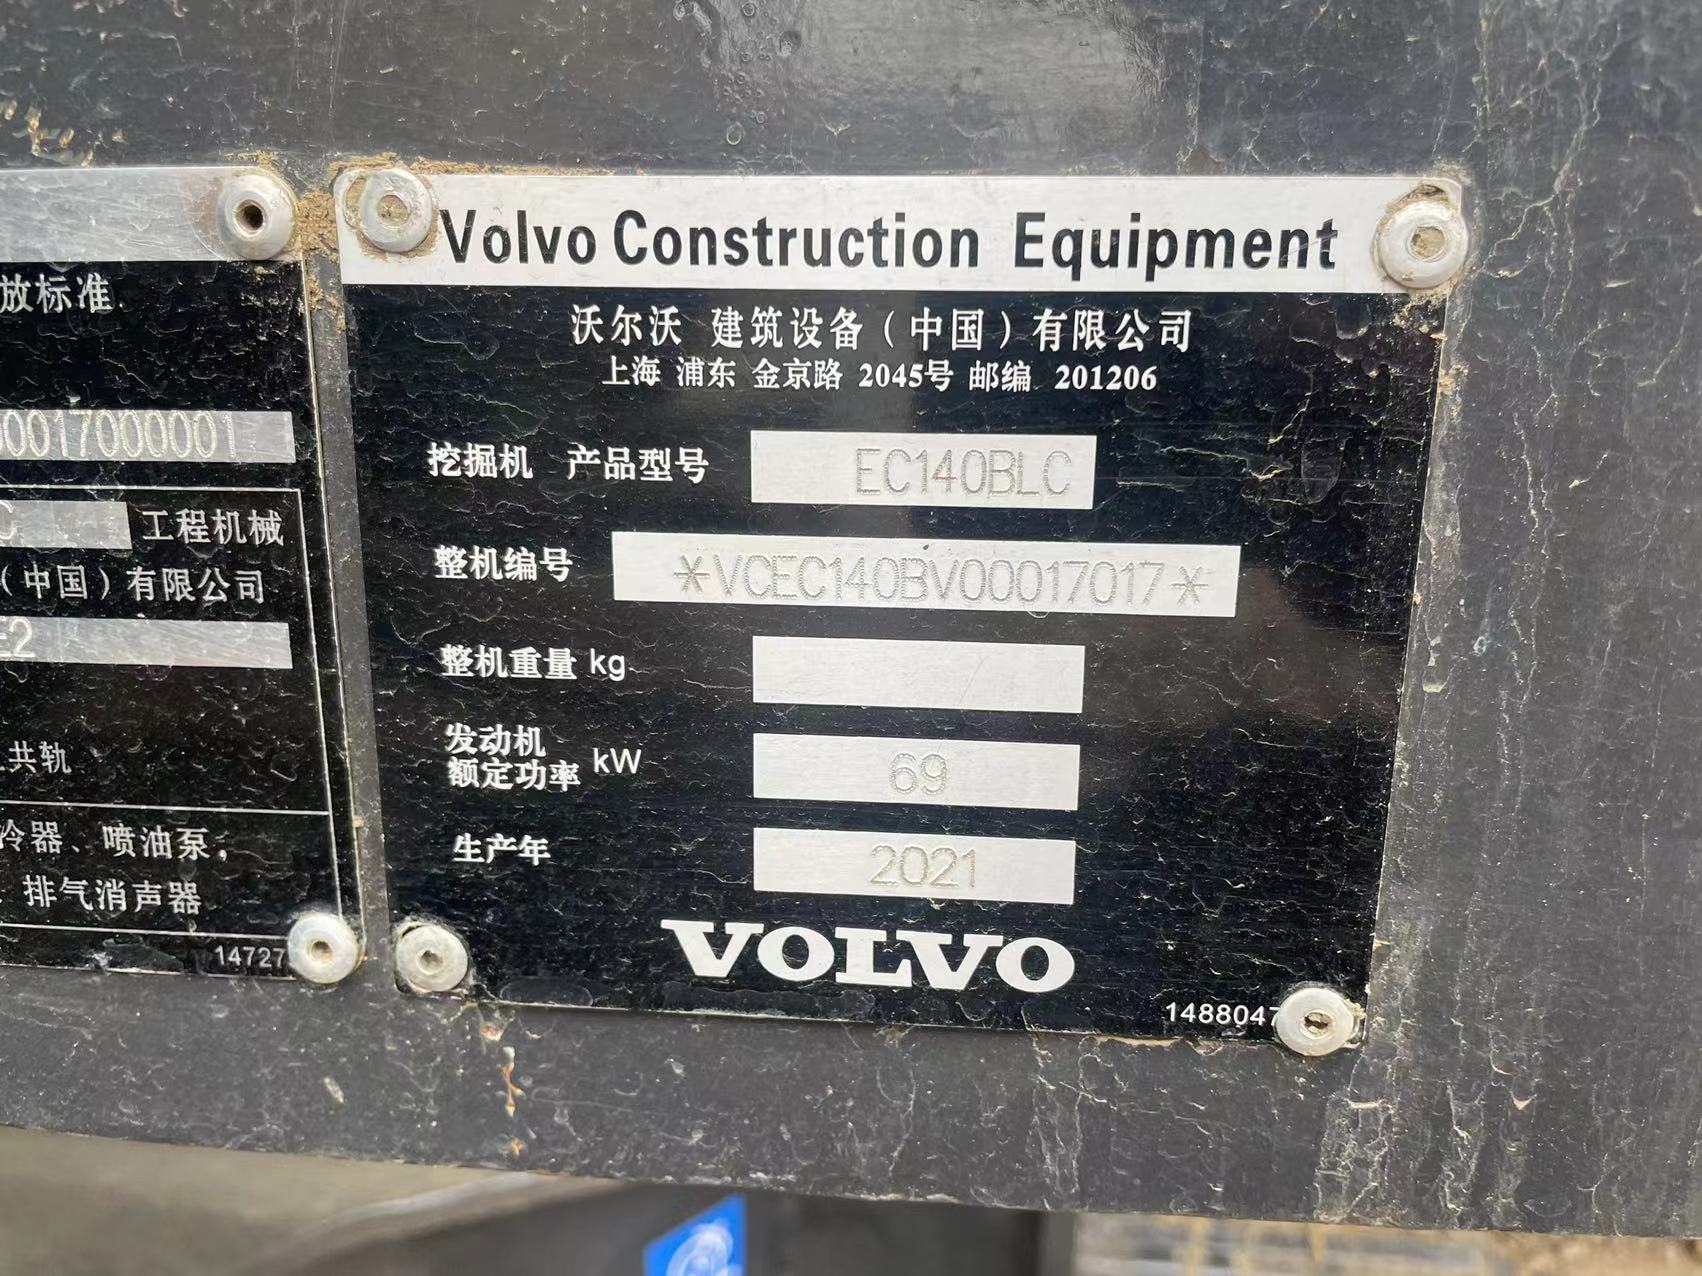 Volvo Construction Equipment
沃尔沃 建筑设备（中国）有限公司
上海 浦东 金京路 2045号 邮编 201206
挖掘机 产品型号 EC140BLC
整机编号 *VCEC140BV00017017*
整机重量 kg
发动机
额定功率 kW 69
生产年 2021
VOLVO
1488047
放标准
0017000001
C 工程机械
（中国）有限公司
E2
共轨
冷器、喷油泵，
排气消声器
14727